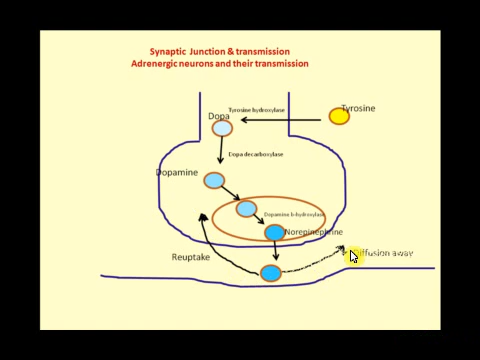 Synaptic Junction & transmission
Adrenergic neurons and their transmission
Tyrosine hydroxylase
Tyrosine
Dopa
Dopa decarboxylase
Dopamine
Dopamine b-hydroxylase
Norepinephrine
Reuptake
Diffusion away